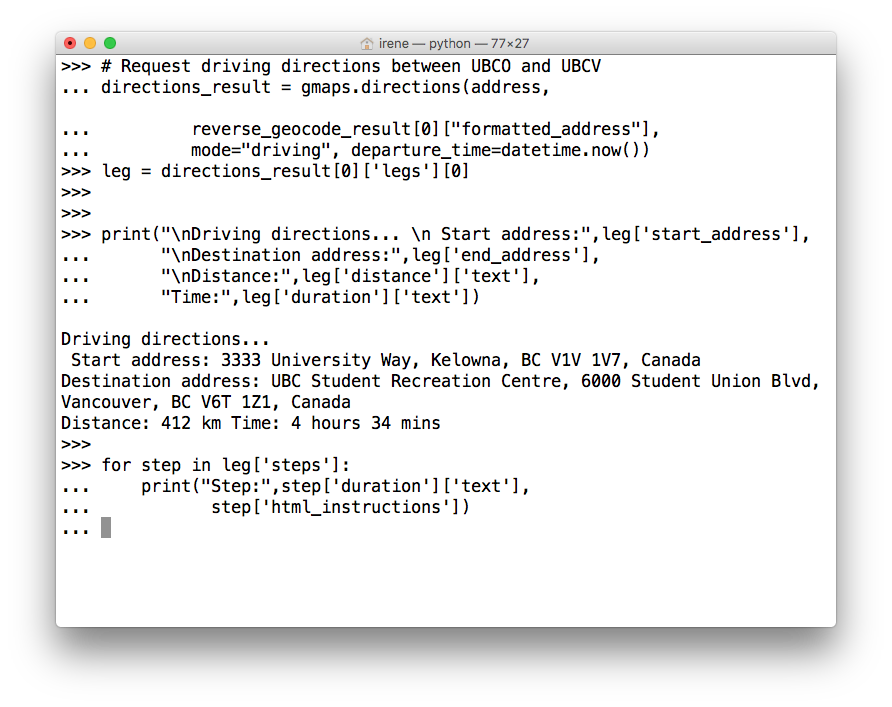 irene — python — 77×27
>>> # Request driving directions between UBCO and UBCV
... directions_result = gmaps.directions(address,
...          reverse_geocode_result[0]["formatted_address"],
...          mode="driving", departure_time=datetime.now())
>>> leg = directions_result[0]['legs'][0]
>>>
>>>
>>> print("\nDriving directions... \n Start address:",leg['start_address'],
...       "\nDestination address:",leg['end_address'],
...       "\nDistance:",leg['distance']['text'],
...       "Time:",leg['duration']['text'])
Driving directions...
 Start address: 3333 University Way, Kelowna, BC V1V 1V7, Canada
Destination address: UBC Student Recreation Centre, 6000 Student Union Blvd,
Vancouver, BC V6T 1Z1, Canada
Distance: 412 km Time: 4 hours 34 mins
>>>
>>> for step in leg['steps']:
...     print("Step:",step['duration']['text'],
...            step['html_instructions'])
...